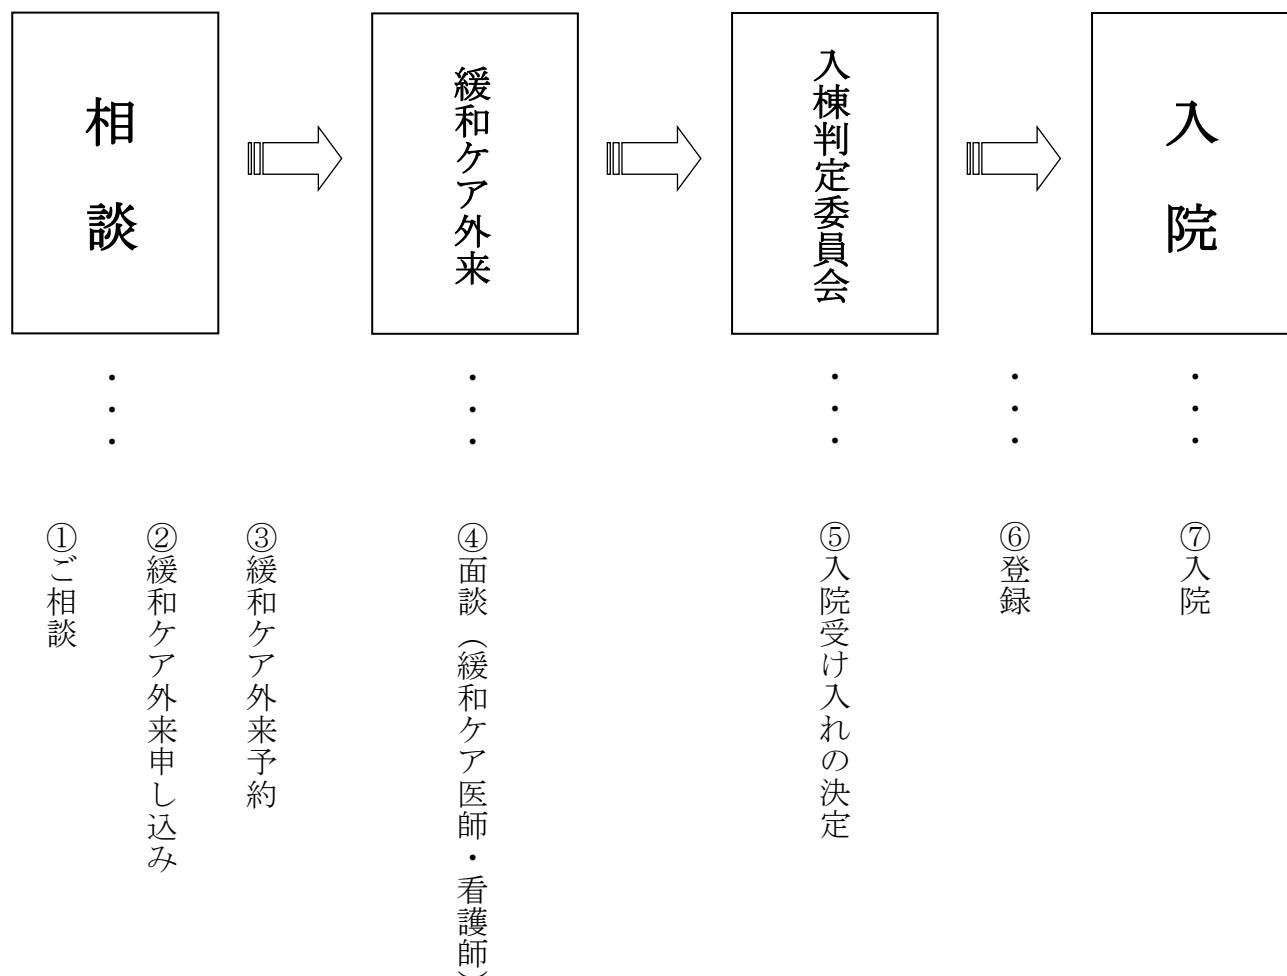 相談
緩和ケア外来
入棟判定委員会
入院
・・・
・・・
・・・
・・・
・・・
①ご相談
②緩和ケア外来申し込み
③緩和ケア外来予約
④面談（緩和ケア医師・看護師）
⑤入院受け入れの決定
⑥登録
⑦入院